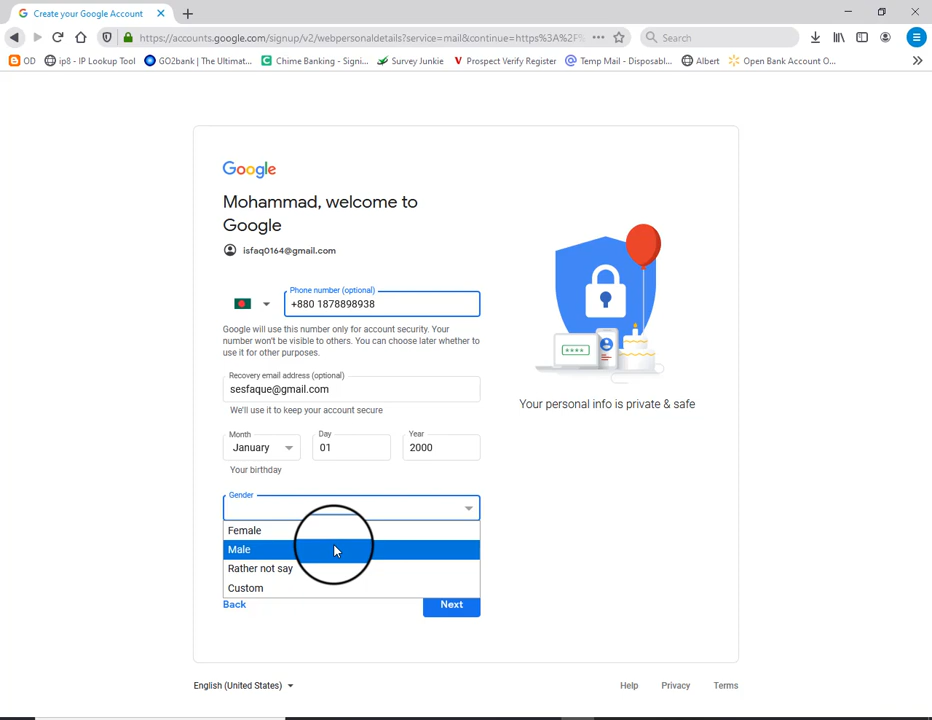 Create your Google Account
https://accounts.google.com/signup/v2/webpersonaldetails?service=mail&continue=https%3A%2F%
Search
OD
ip8 - IP Lookup Tool
GO2bank | The Ultimat...
Chime Banking - Signi...
Survey Junkie
Prospect Verify Register
Temp Mail - Disposabl...
Albert
Open Bank Account O...
Google
Mohammad, welcome to
Google
isfaq0164@gmail.com
Phone number (optional)
+880 1878898938
Google will use this number only for account security. Your
number won't be visible to others. You can choose later whether to
use it for other purposes.
Recovery email address (optional)
sesfaque@gmail.com
We'll use it to keep your account secure
Month
January
Day
01
Year
2000
Your birthday
Gender
Female
Male
Rather not say
Custom
Back
Next
Your personal info is private & safe
English (United States)
Help
Privacy
Terms